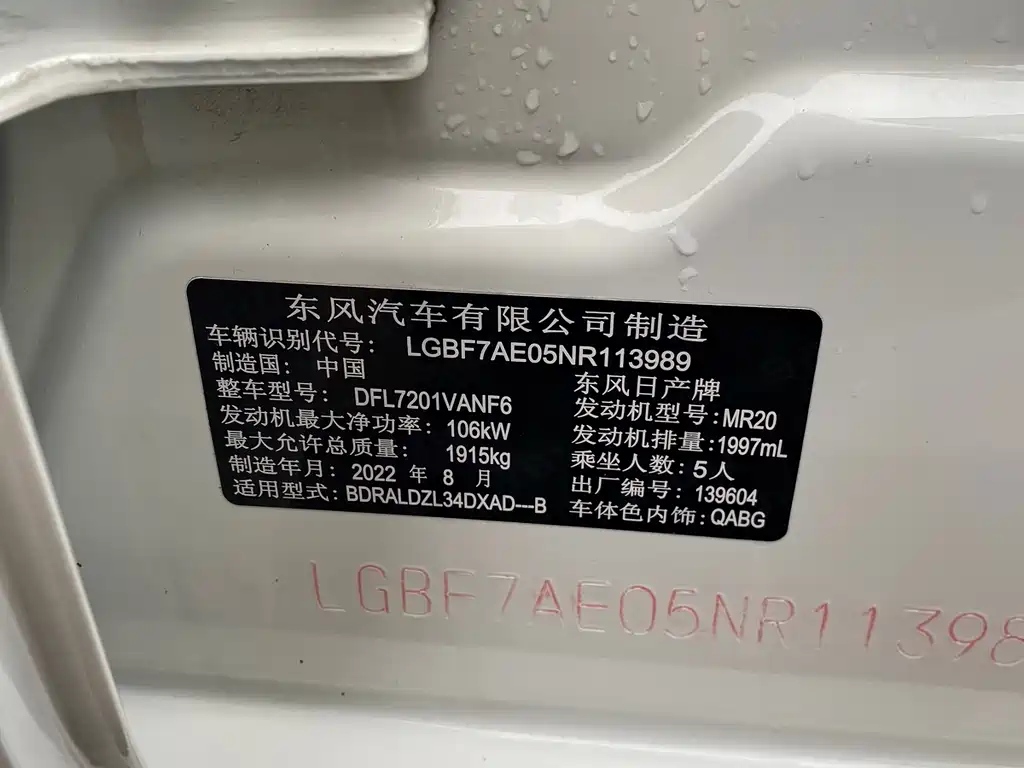 东风汽车有限公司制造
车辆识别代号: LGBF7AE05NR113989
制造国: 中国 东风日产牌
整车型号: DFL7201VANF6 发动机型号:MR20
发动机最大净功率: 106kW 发动机排量:1997mL
最大允许总质量: 1915kg 乘坐人数:5人
制造年月: 2022 年 8 月 出厂编号: 139604
适用型式: BDRALDZL34DXAD---B 车体色内饰:QABG
LGBF7AE05NR11398